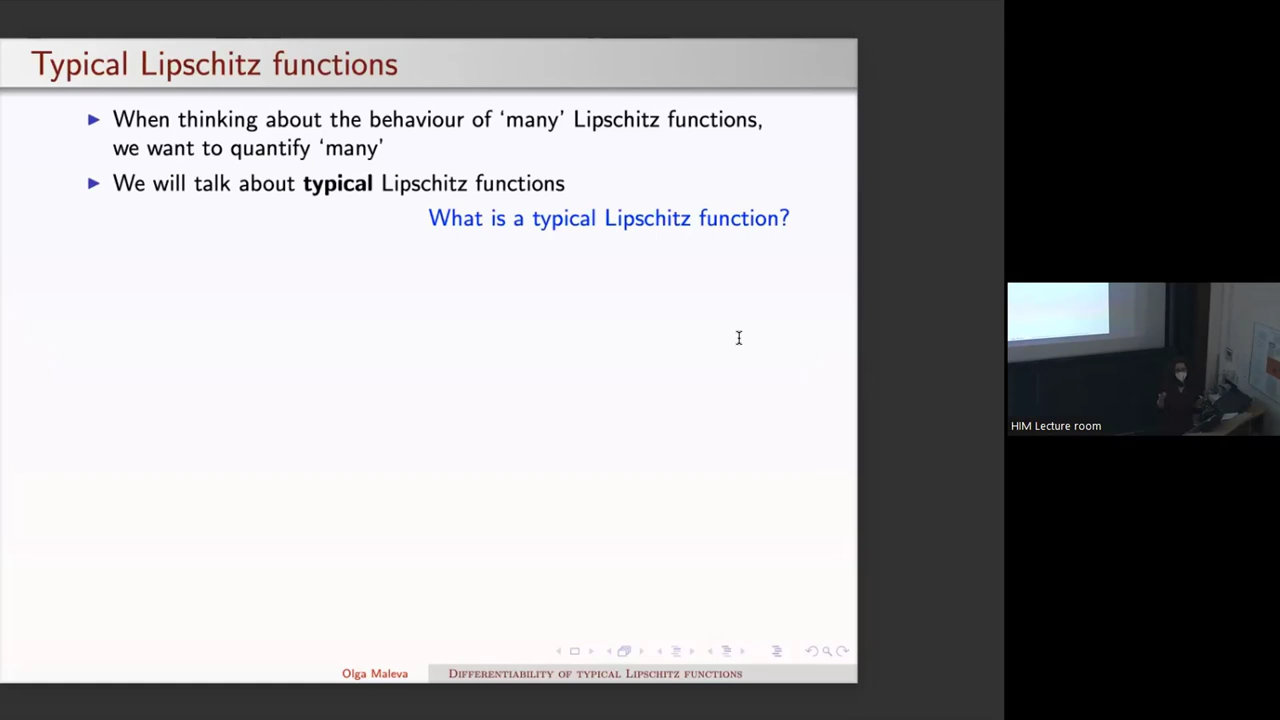 Typical Lipschitz functions
▶ When thinking about the behaviour of ‘many’ Lipschitz functions,
we want to quantify ‘many’
▶ We will talk about typical Lipschitz functions
What is a typical Lipschitz function?
HIM Lecture room
Olga Maleva
Differentiability of typical Lipschitz functions